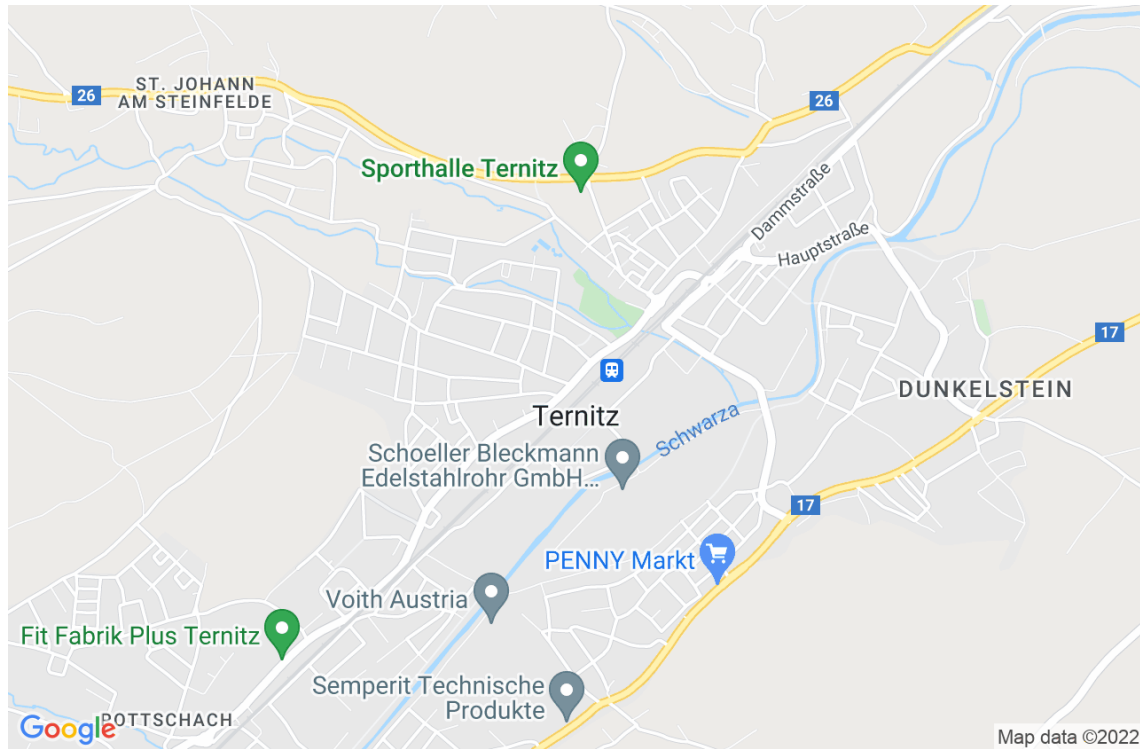 ST. JOHANN
AM STEINFELDE
26
26
Sporthalle Ternitz
Dammstraße
Hauptstraße
17
DUNKELSTEIN
Ternitz
Schwarza
Schoeller Bleckmann
Edelstahlrohr GmbH...
17
PENNY Markt
Voith Austria
Fit Fabrik Plus Ternitz
Semperit Technische
Produkte
POTTSCHACH
Google
Map data ©2022